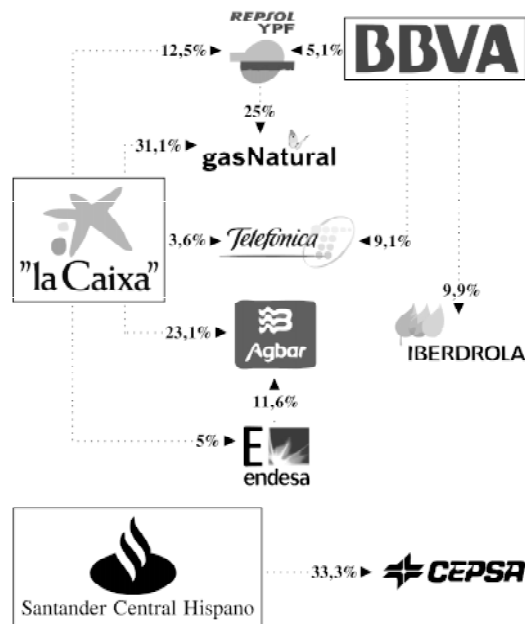 REPSOL
YPF
12,5%
5,1%
BBVA
25%
31,1%
gasNatural
"la Caixa"
3,6%
Telefónica
9,1%
9,9%
23,1%
Agbar
IBERDROLA
11,6%
5%
E
endesa
Santander Central Hispano
33,3%
CEPSA